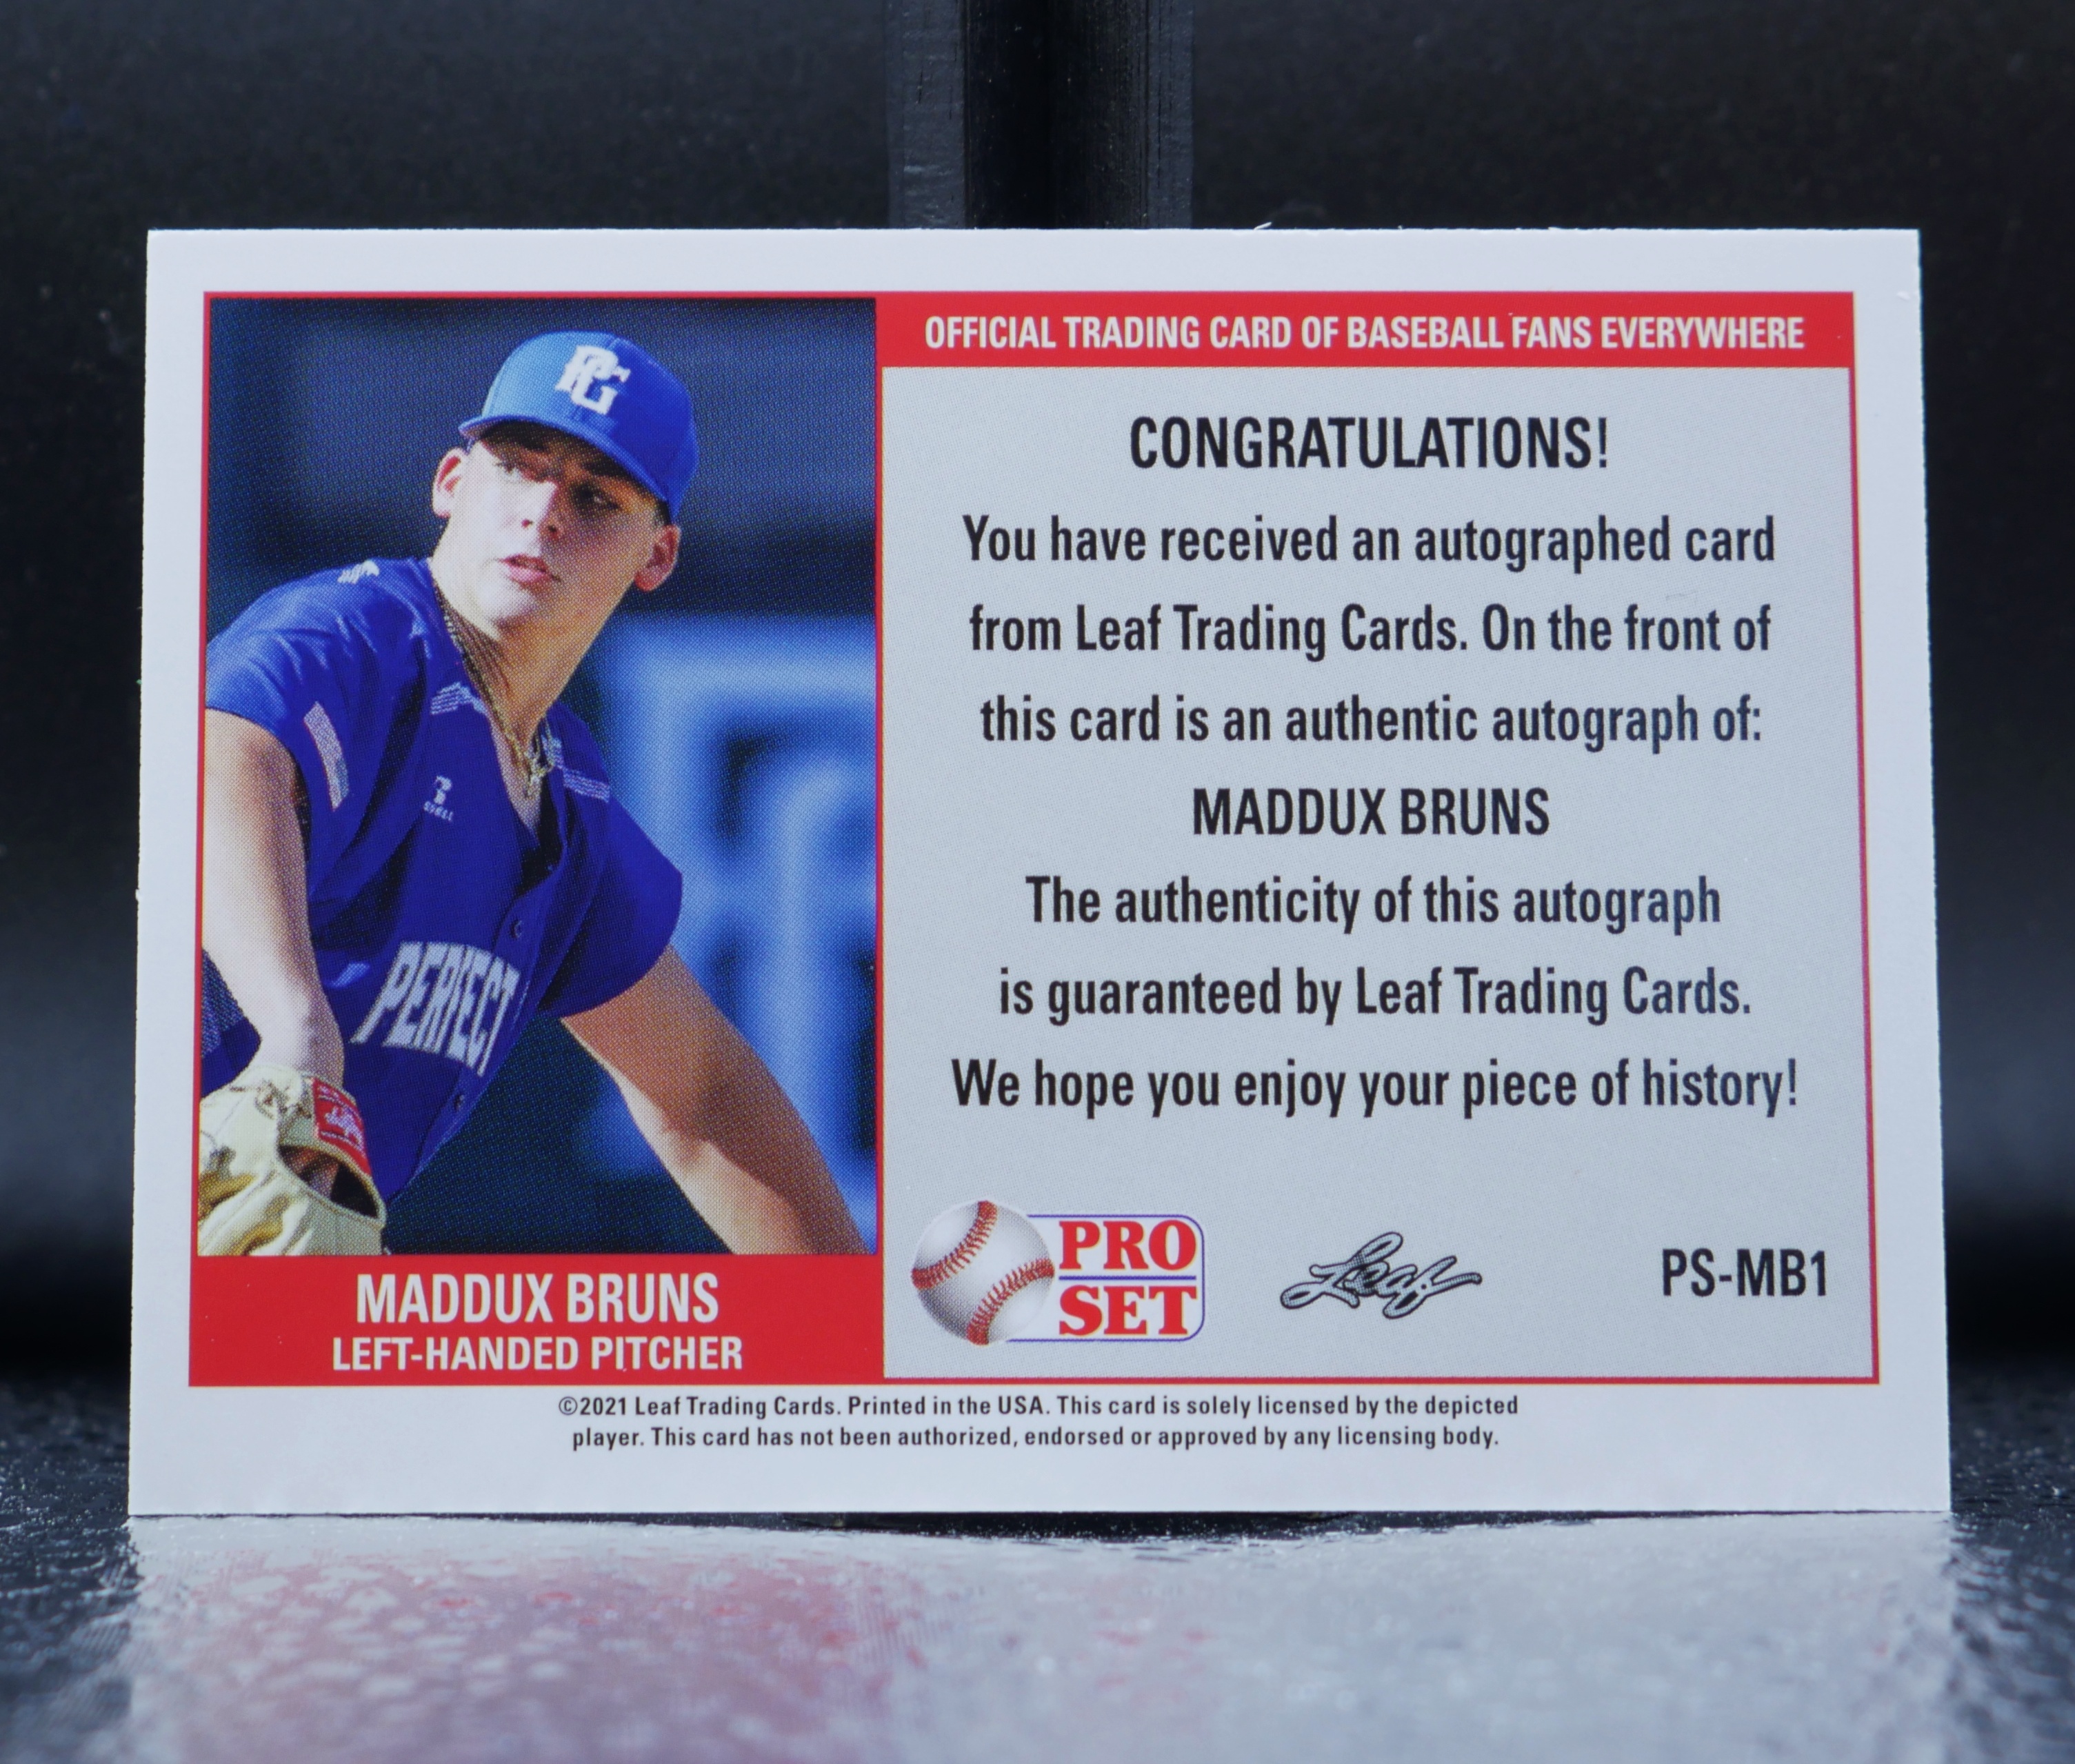 OFFICIAL TRADING CARD OF BASEBALL FANS EVERYWHERE
PG
PERFECT
CONGRATULATIONS!
You have received an autographed card
from Leaf Trading Cards. On the front of
this card is an authentic autograph of:
MADDUX BRUNS
The authenticity of this autograph
is guaranteed by Leaf Trading Cards.
We hope you enjoy your piece of history!
PRO
SET
Leaf
PS-MB1
MADDUX BRUNS
LEFT-HANDED PITCHER
©2021 Leaf Trading Cards. Printed in the USA. This card is solely licensed by the depicted
player. This card has not been authorized, endorsed or approved by any licensing body.